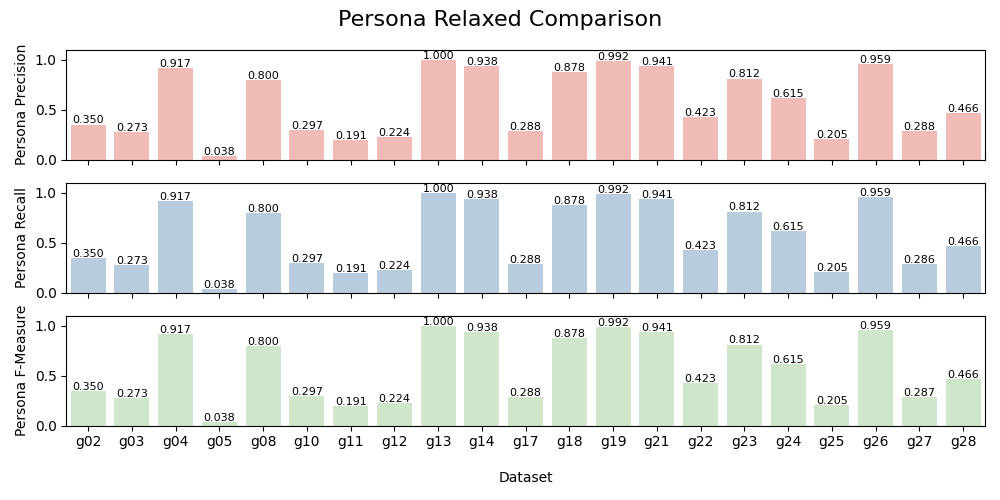 Persona Relaxed Comparison
Persona Precision
1.0
0.5
0.0
0.350 0.273 0.917 0.038 0.800 0.297 0.191 0.224 1.000 0.938 0.288 0.878 0.992 0.941 0.423 0.812 0.615 0.205 0.959 0.288 0.466
Persona Recall
1.0
0.5
0.0
0.350 0.273 0.917 0.038 0.800 0.297 0.191 0.224 1.000 0.938 0.288 0.878 0.992 0.941 0.423 0.812 0.615 0.205 0.959 0.286 0.466
Persona F-Measure
1.0
0.5
0.0
0.350 0.273 0.917 0.038 0.800 0.297 0.191 0.224 1.000 0.938 0.288 0.878 0.992 0.941 0.423 0.812 0.615 0.205 0.959 0.287 0.466
g02 g03 g04 g05 g08 g10 g11 g12 g13 g14 g17 g18 g19 g21 g22 g23 g24 g25 g26 g27 g28
Dataset